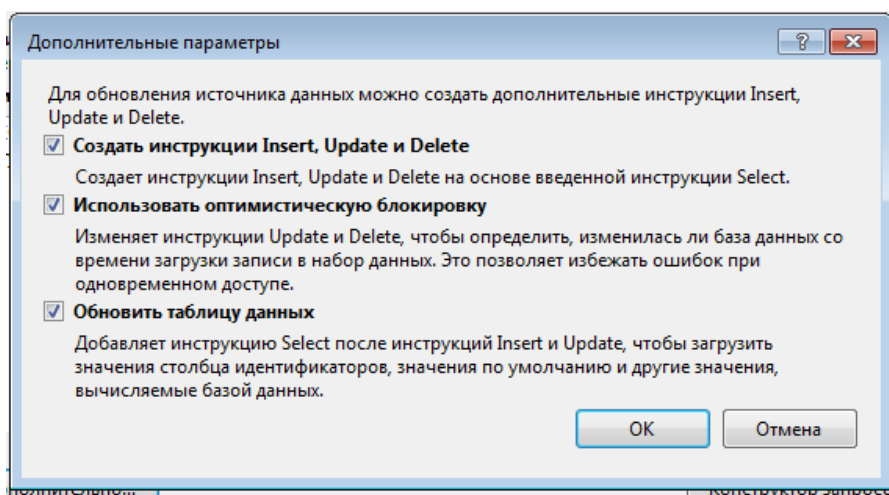 Дополнительные параметры
Для обновления источника данных можно создать дополнительные инструкции Insert,
Update и Delete.
Создать инструкции Insert, Update и Delete
Создает инструкции Insert, Update и Delete на основе введенной инструкции Select.
Использовать оптимистическую блокировку
Изменяет инструкции Update и Delete, чтобы определить, изменилась ли база данных со
времени загрузки записи в набор данных. Это позволяет избежать ошибок при
одновременном доступе.
Обновить таблицу данных
Добавляет инструкцию Select после инструкций Insert и Update, чтобы загрузить
значения столбца идентификаторов, значения по умолчанию и другие значения,
вычисляемые базой данных.
OK Отмена